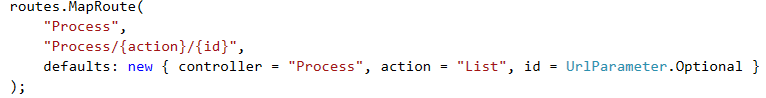 routes.MapRoute(
"Process",
"Process/{action}/{id}",
defaults: new { controller = "Process", action = "List", id = UrlParameter.Optional }
);